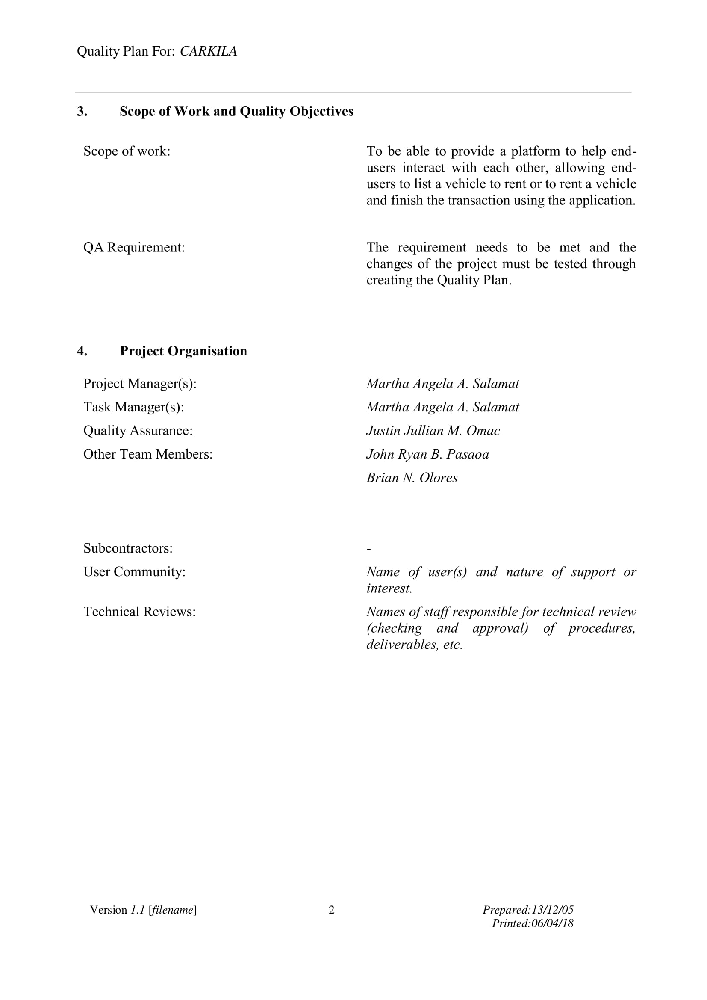 Quality Plan For: CARKILA
3. Scope of Work and Quality Objectives
Scope of work:
To be able to provide a platform to help end-
users interact with each other, allowing end-
users to list a vehicle to rent or to rent a vehicle
and finish the transaction using the application.
QA Requirement:
The requirement needs to be met and the
changes of the project must be tested through
creating the Quality Plan.
4. Project Organisation
Project Manager(s): Martha Angela A. Salamat
Task Manager(s): Martha Angela A. Salamat
Quality Assurance: Justin Jullian M. Omac
Other Team Members: John Ryan B. Pasaoa
Brian N. Olores
Subcontractors: -
User Community: Name of user(s) and nature of support or
interest.
Technical Reviews: Names of staff responsible for technical review
(checking and approval) of procedures,
deliverables, etc.
Version 1.1 [filename] 2 Prepared:13/12/05
Printed:06/04/18